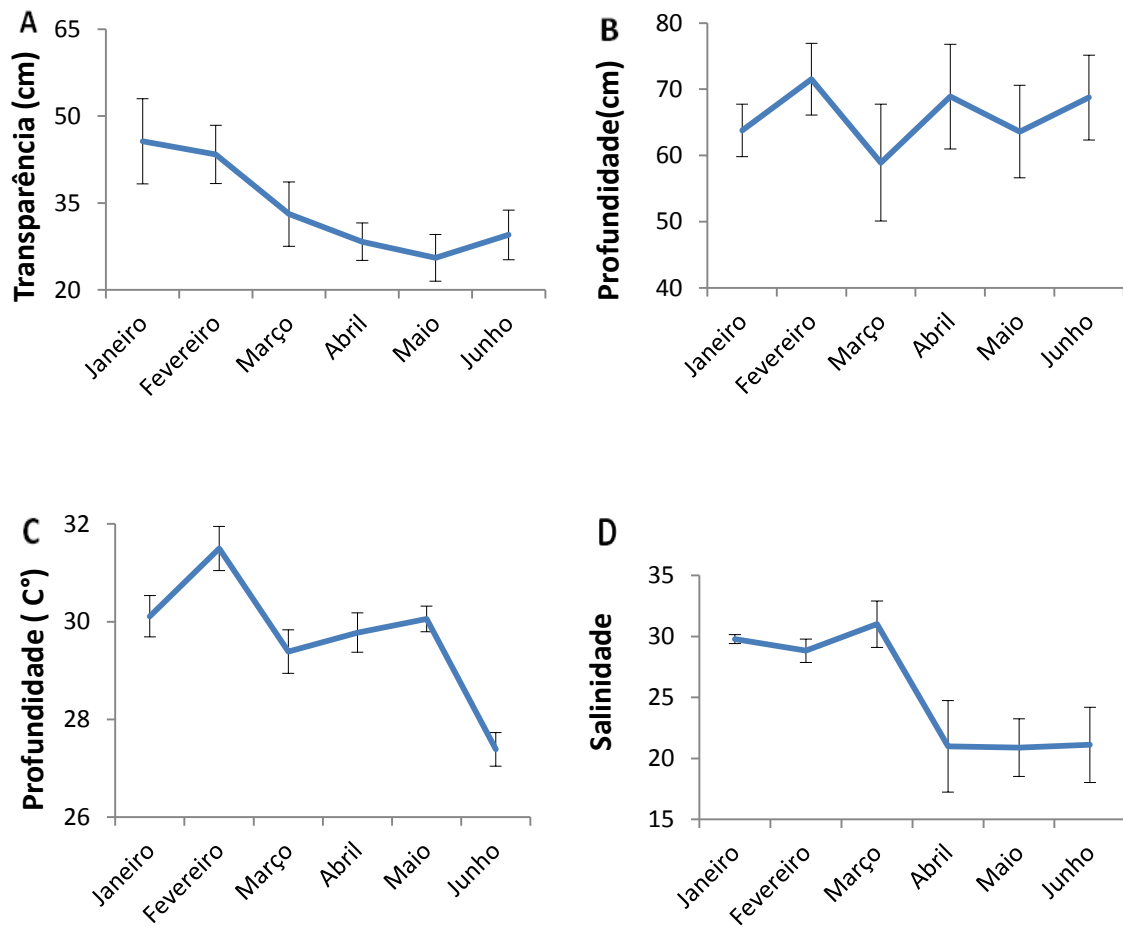 A
Transparência (cm)
65
50
35
20
Janeiro
Fevereiro
Março
Abril
Maio
Junho
B
Profundidade(cm)
80
70
60
50
40
Janeiro
Fevereiro
Março
Abril
Maio
Junho
C
Profundidade ( C°)
32
30
28
26
Janeiro
Fevereiro
Março
Abril
Maio
Junho
D
Salinidade
35
30
25
20
15
Janeiro
Fevereiro
Março
Abril
Maio
Junho